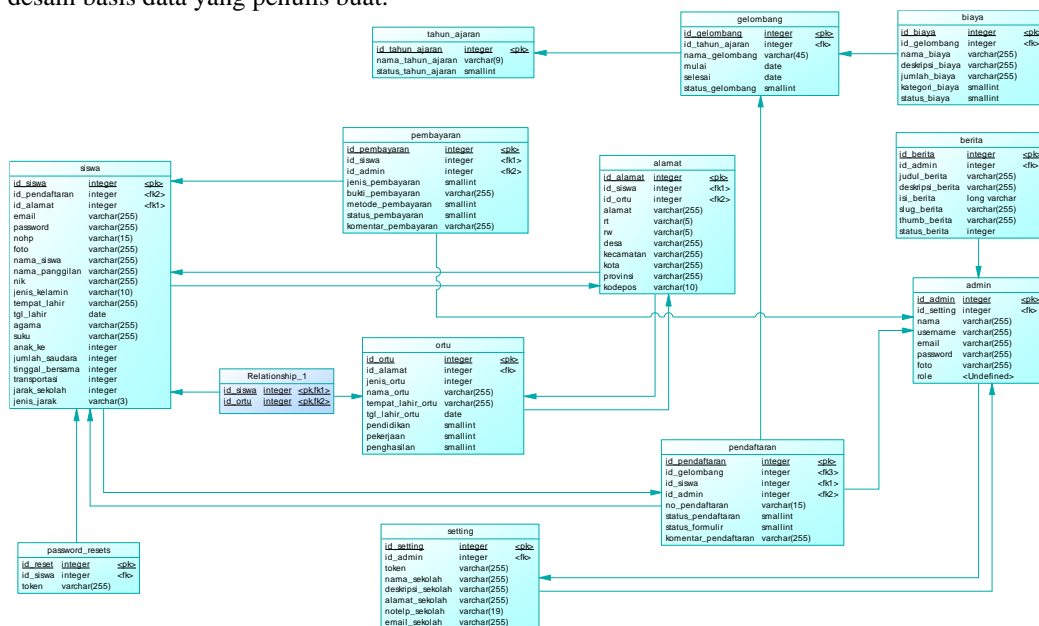 desain basis data yang penulis buat.
tahun_ajaran
id_tahun_ajaran integer <pk>
nama_tahun_ajaran varchar(9)
status_tahun_ajaran smallint
gelombang
id_gelombang integer <pk>
id_tahun_ajaran integer <fk>
nama_gelombang varchar(45)
mulai date
selesai date
status_gelombang smallint
biaya
id_biaya integer <pk>
id_gelombang integer <fk>
nama_biaya varchar(255)
deskripsi_biaya varchar(255)
jumlah_biaya varchar(255)
kategori_biaya smallint
status_biaya smallint
pembayaran
id_pembayaran integer <pk>
id_siswa integer <fk1>
id_admin integer <fk2>
jenis_pembayaran smallint
bukti_pembayaran varchar(255)
metode_pembayaran smallint
status_pembayaran smallint
komentar_pembayaran varchar(255)
berita
id_berita integer <pk>
id_admin integer <fk>
judul_berita varchar(255)
deskripsi_berita varchar(255)
isi_berita long varchar
slug_berita varchar(255)
thumb_berita varchar(255)
status_berita integer
siswa
id_siswa integer <pk>
id_pendaftaran integer <fk2>
id_alamat integer <fk1>
email varchar(255)
password varchar(255)
nohp varchar(15)
foto varchar(255)
nama_siswa varchar(255)
nama_panggilan varchar(255)
nik varchar(255)
jenis_kelamin varchar(10)
tempat_lahir varchar(255)
tgl_lahir date
agama varchar(255)
suku varchar(255)
anak_ke integer
jumlah_saudara integer
tinggal_bersama integer
transportasi integer
jarak_sekolah integer
jenis_jarak varchar(3)
alamat
id_alamat integer <pk>
id_siswa integer <fk1>
id_ortu integer <fk2>
alamat varchar(255)
rt varchar(5)
rw varchar(5)
desa varchar(255)
kecamatan varchar(255)
kota varchar(255)
provinsi varchar(255)
kodepos varchar(10)
admin
id_admin integer <pk>
id_setting integer <fk>
nama varchar(255)
username varchar(255)
email varchar(255)
password varchar(255)
foto varchar(255)
role <Undefined>
ortu
id_ortu integer <pk>
id_alamat integer <fk>
jenis_ortu integer
nama_ortu varchar(255)
tempat_lahir_ortu varchar(255)
tgl_lahir_ortu date
pendidikan smallint
pekerjaan smallint
penghasilan smallint
Relationship_1
id_siswa integer <pk,fk1>
id_ortu integer <pk,fk2>
pendaftaran
id_pendaftaran integer <pk>
id_gelombang integer <fk3>
id_siswa integer <fk1>
id_admin integer <fk2>
no_pendaftaran varchar(15)
status_pendaftaran smallint
status_formulir smallint
komentar_pendaftaran varchar(255)
setting
id_setting integer <pk>
id_admin integer <fk>
token varchar(255)
nama_sekolah varchar(255)
deskripsi_sekolah varchar(255)
alamat_sekolah varchar(255)
notelp_sekolah varchar(19)
email_sekolah varchar(255)
password_resets
id_reset integer <pk>
id_siswa integer <fk>
token varchar(255)